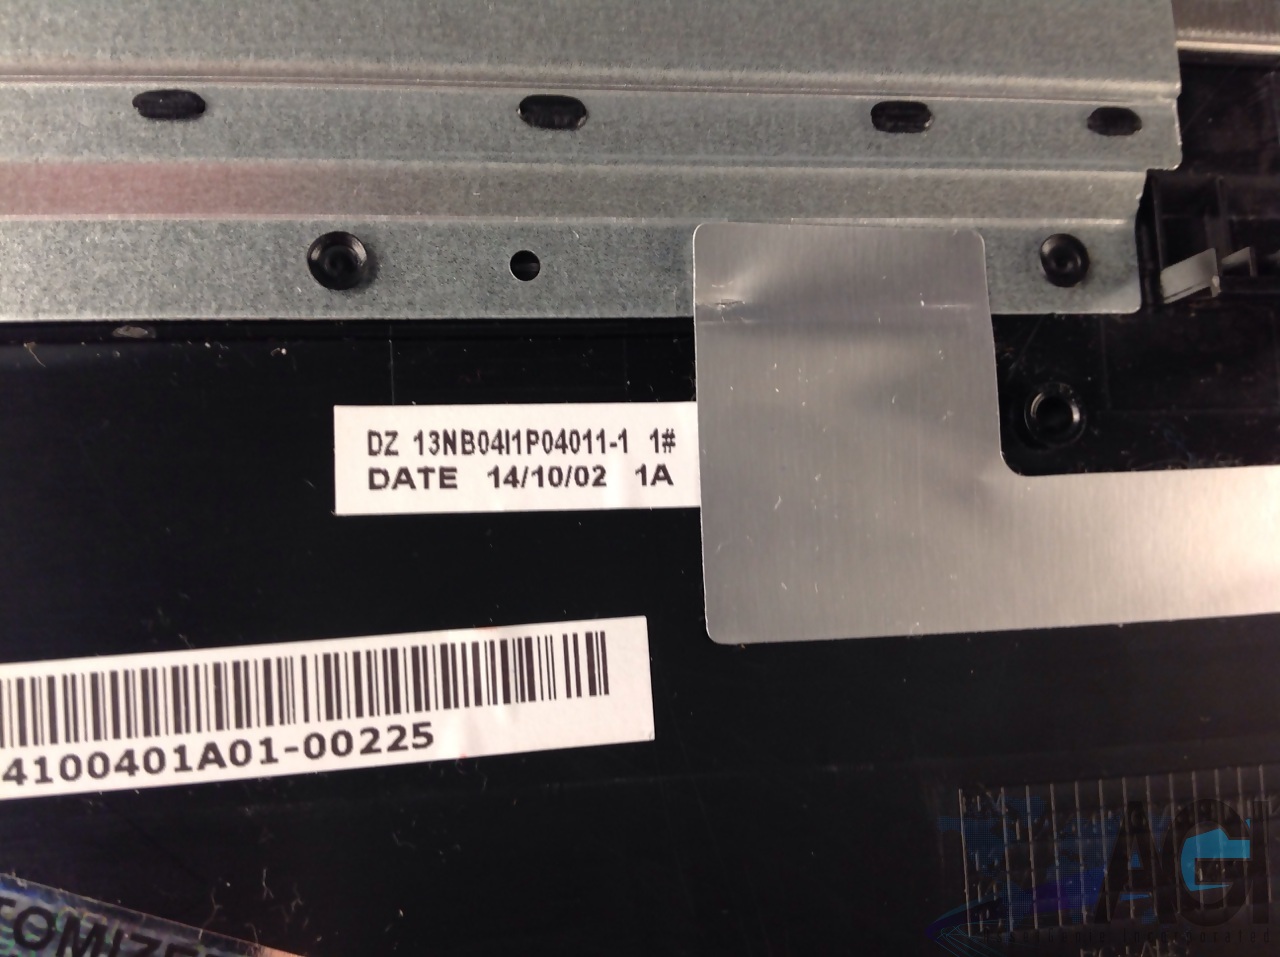 DZ 13NB04I1P04011-1 1#
DATE 14/10/02 1A
4100401A01-00225